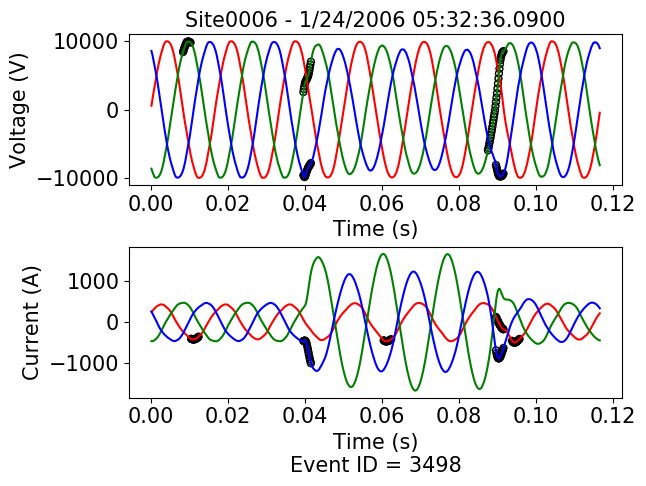 Site0006 - 1/24/2006 05:32:36.0900
Voltage (V)
10000
0
−10000
0.00 0.02 0.04 0.06 0.08 0.10 0.12
Time (s)
Current (A)
1000
0
−1000
0.00 0.02 0.04 0.06 0.08 0.10 0.12
Time (s)
Event ID = 3498